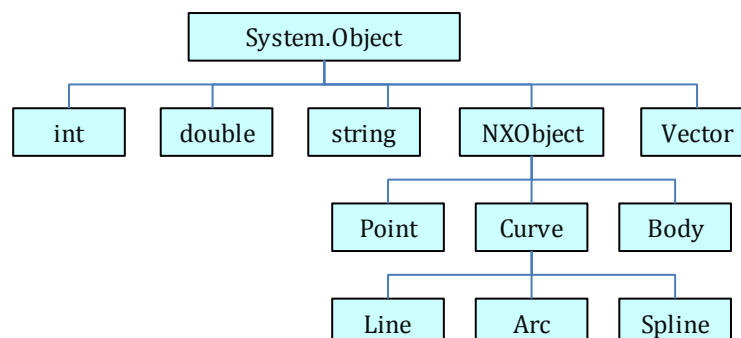 System.Object
int double string NXObject Vector
Point Curve Body
Line Arc Spline